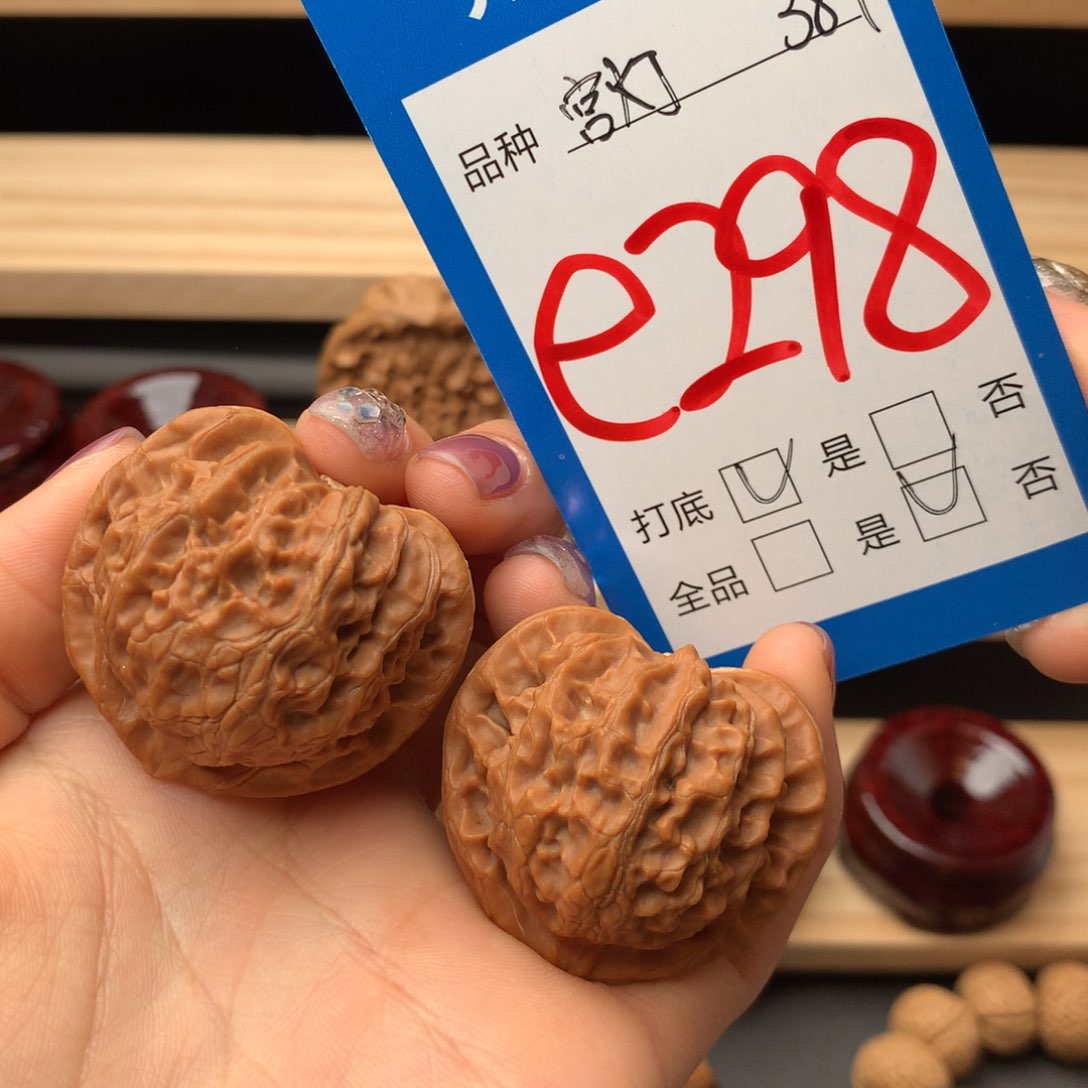 品种 宫灯 38
e298
打底 是 否
全品 是 否